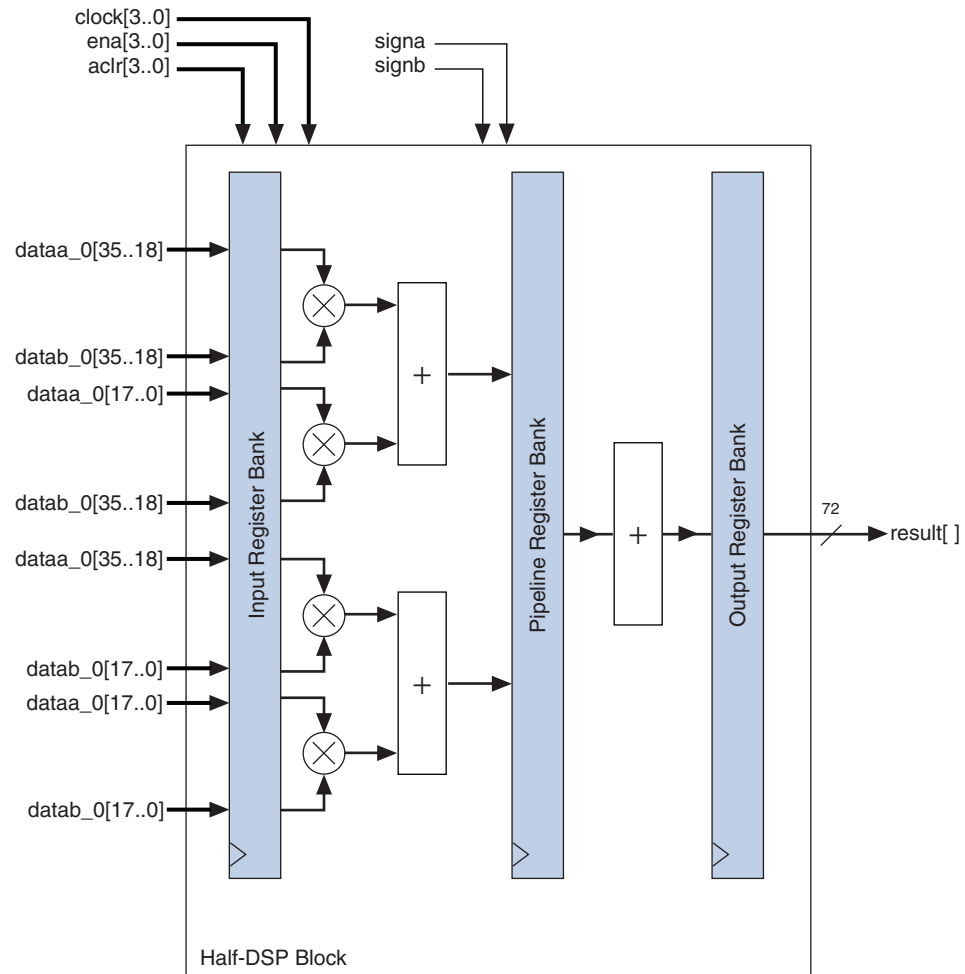 clock[3..0]
ena[3..0]
aclr[3..0]
signa
signb
dataa_0[35..18]
datab_0[35..18]
dataa_0[17..0]
datab_0[35..18]
dataa_0[35..18]
datab_0[17..0]
dataa_0[17..0]
datab_0[17..0]
Input Register Bank
+
+
Pipeline Register Bank
+
Output Register Bank
72
result[ ]
Half-DSP Block